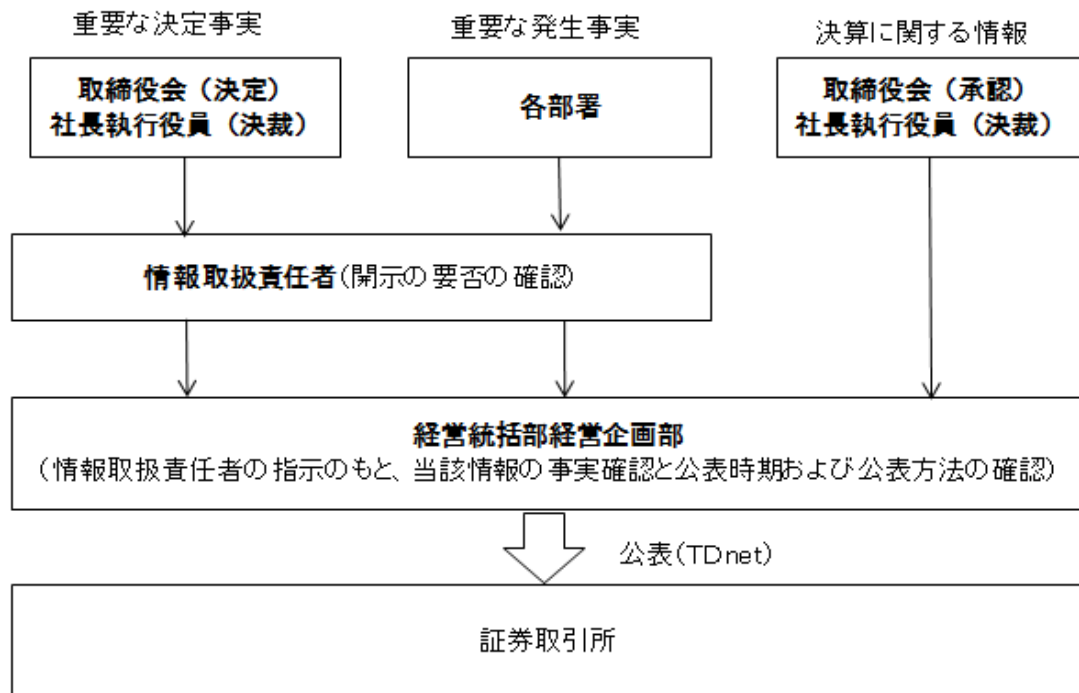 重要な決定事実
重要な発生事実
決算に関する情報
取締役会（決定）
社長執行役員（決裁）
各部署
取締役会（承認）
社長執行役員（決裁）
情報取扱責任者(開示の要否の確認)
経営統括部経営企画部
（情報取扱責任者の指示のもと、当該情報の事実確認と公表時期および公表方法の確認）
公表(TDnet)
証券取引所